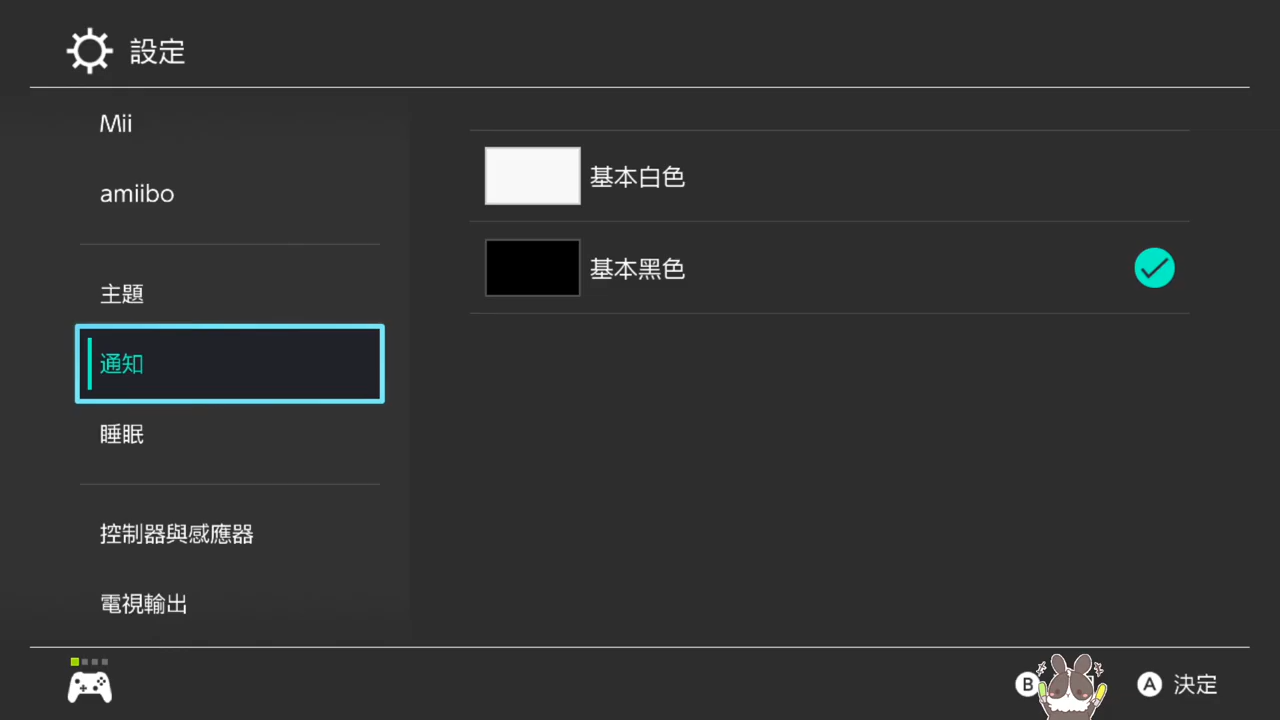 設定
Mii
amiibo
主題
通知
睡眠
控制器與感應器
電視輸出
基本白色
基本黑色
B
A 決定